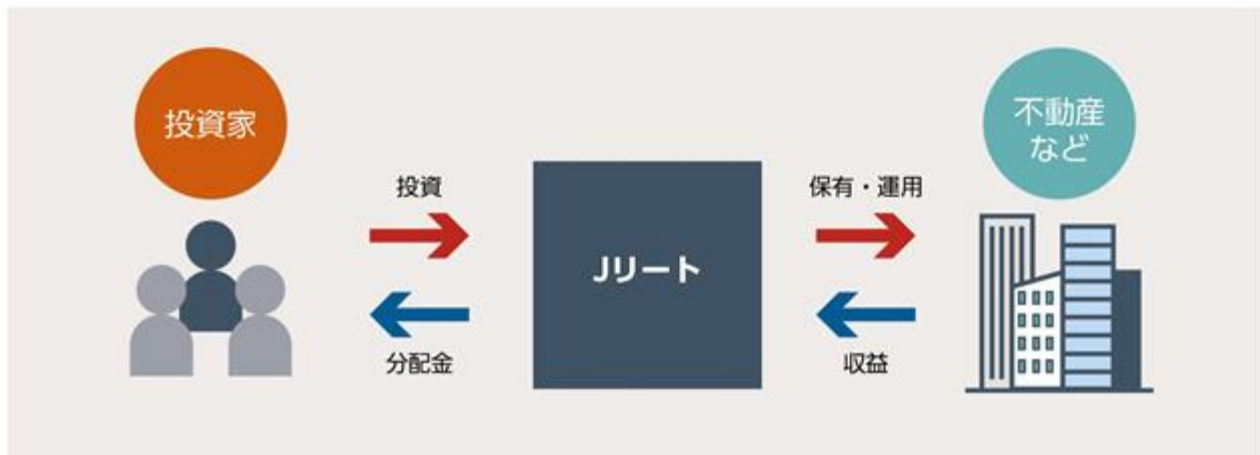 投資家
不動産
など
投資
保有・運用
Jリート
分配金
収益